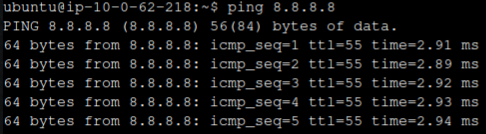 ubuntu@ip-10-0-62-218:~$ ping 8.8.8.8
PING 8.8.8.8 (8.8.8.8) 56(84) bytes of data.
64 bytes from 8.8.8.8: icmp_seq=1 ttl=55 time=2.91 ms
64 bytes from 8.8.8.8: icmp_seq=2 ttl=55 time=2.89 ms
64 bytes from 8.8.8.8: icmp_seq=3 ttl=55 time=2.92 ms
64 bytes from 8.8.8.8: icmp_seq=4 ttl=55 time=2.93 ms
64 bytes from 8.8.8.8: icmp_seq=5 ttl=55 time=2.94 ms